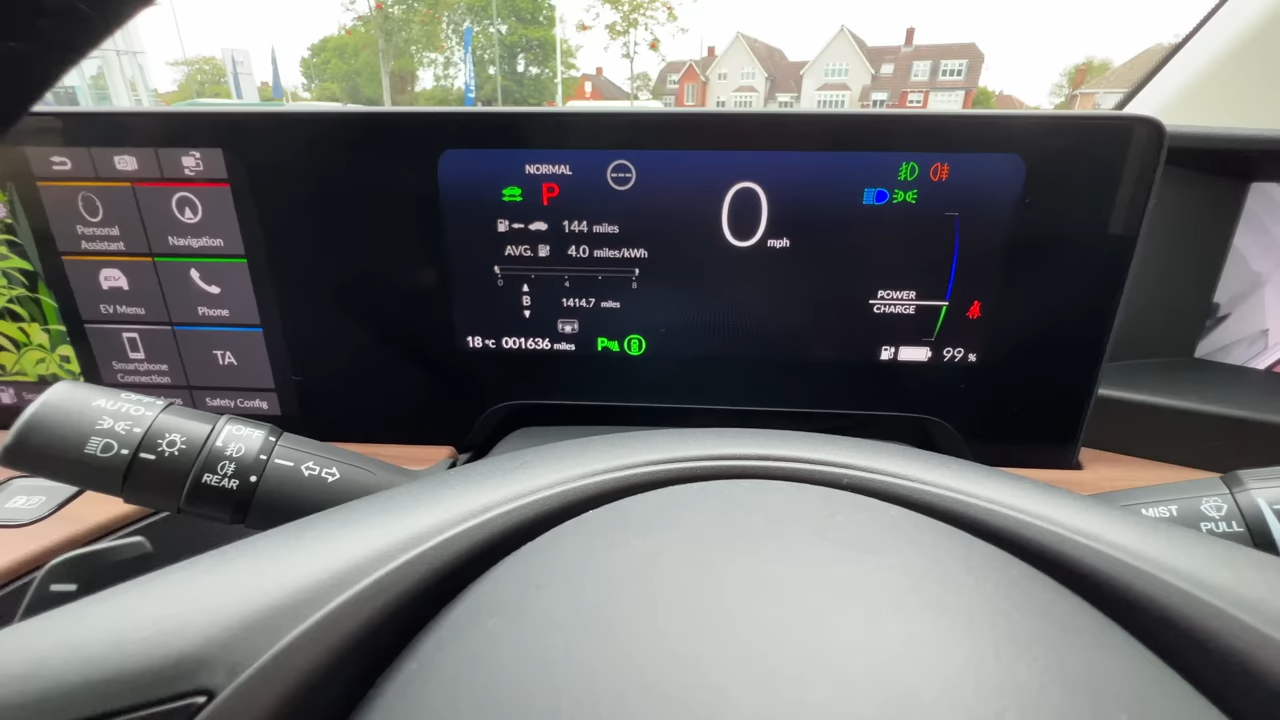 NORMAL
P
0
mph
144 miles
AVG. 4.0 miles/kWh
0 4 8
B 1414.7 miles
18°C 001636 miles P
POWER
CHARGE
99 %
Personal
Assistant
Navigation
EV
EV Menu
Phone
Smartphone
Connection
TA
Safety Config
OFF
AUTO
OFF
REAR
MIST
PULL